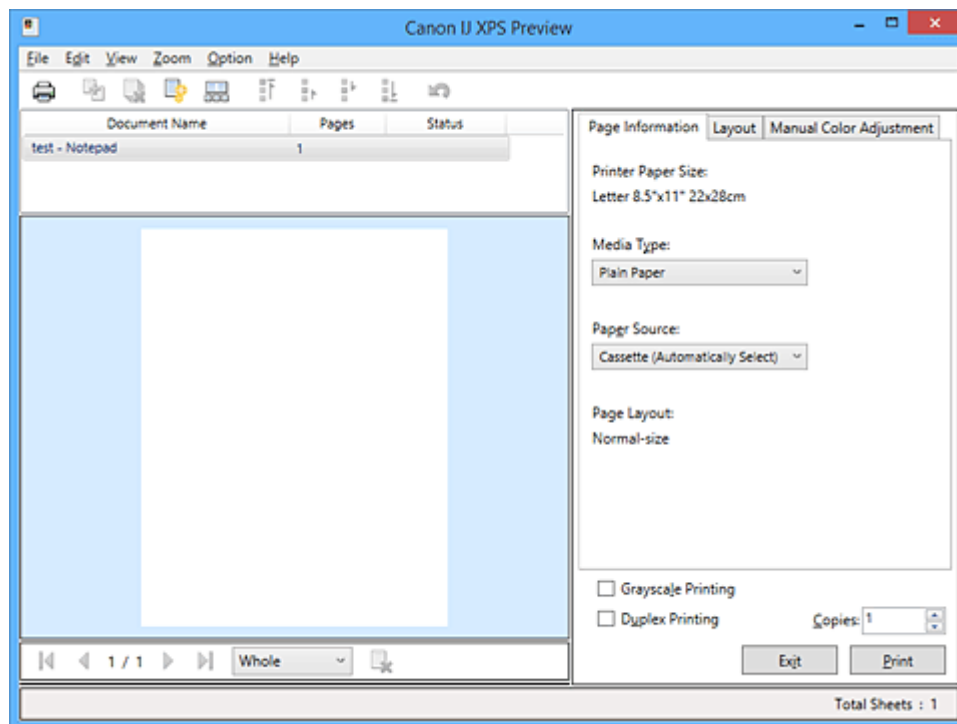 Canon IJ XPS Preview
File Edit View Zoom Option Help
Document Name Pages Status
test - Notepad 1
Page Information Layout Manual Color Adjustment
Printer Paper Size:
Letter 8.5"x11" 22x28cm
Media Type:
Plain Paper
Paper Source:
Cassette (Automatically Select)
Page Layout:
Normal-size
Grayscale Printing
Duplex Printing Copies: 1
1 / 1 Whole Exit Print
Total Sheets : 1